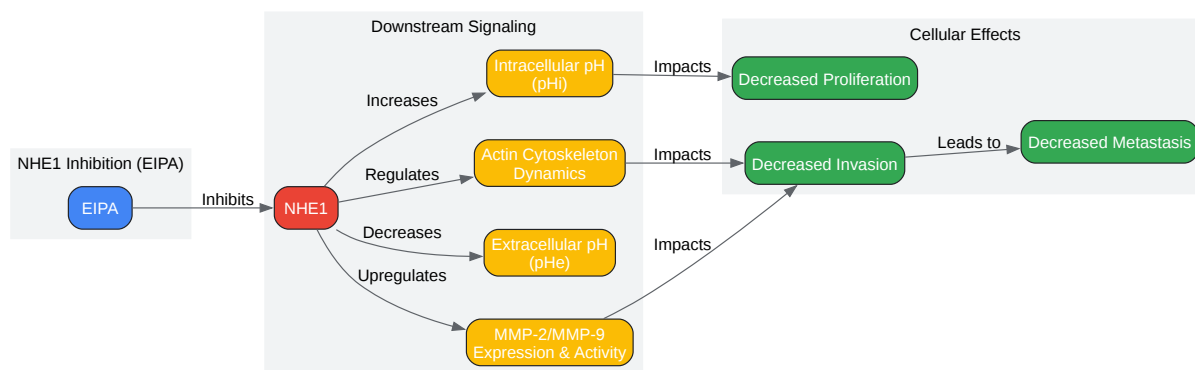 Downstream Signaling
Cellular Effects
Intracellular pH
(pHi)
Impacts
Decreased Proliferation
Increases
NHE1 Inhibition (EIPA)
Actin Cytoskeleton
Dynamics
Impacts
Decreased Invasion
Leads to
Decreased Metastasis
Regulates
EIPA
Inhibits
NHE1
Decreases
Extracellular pH
(pHe)
Impacts
Upregulates
MMP-2/MMP-9
Expression & Activity